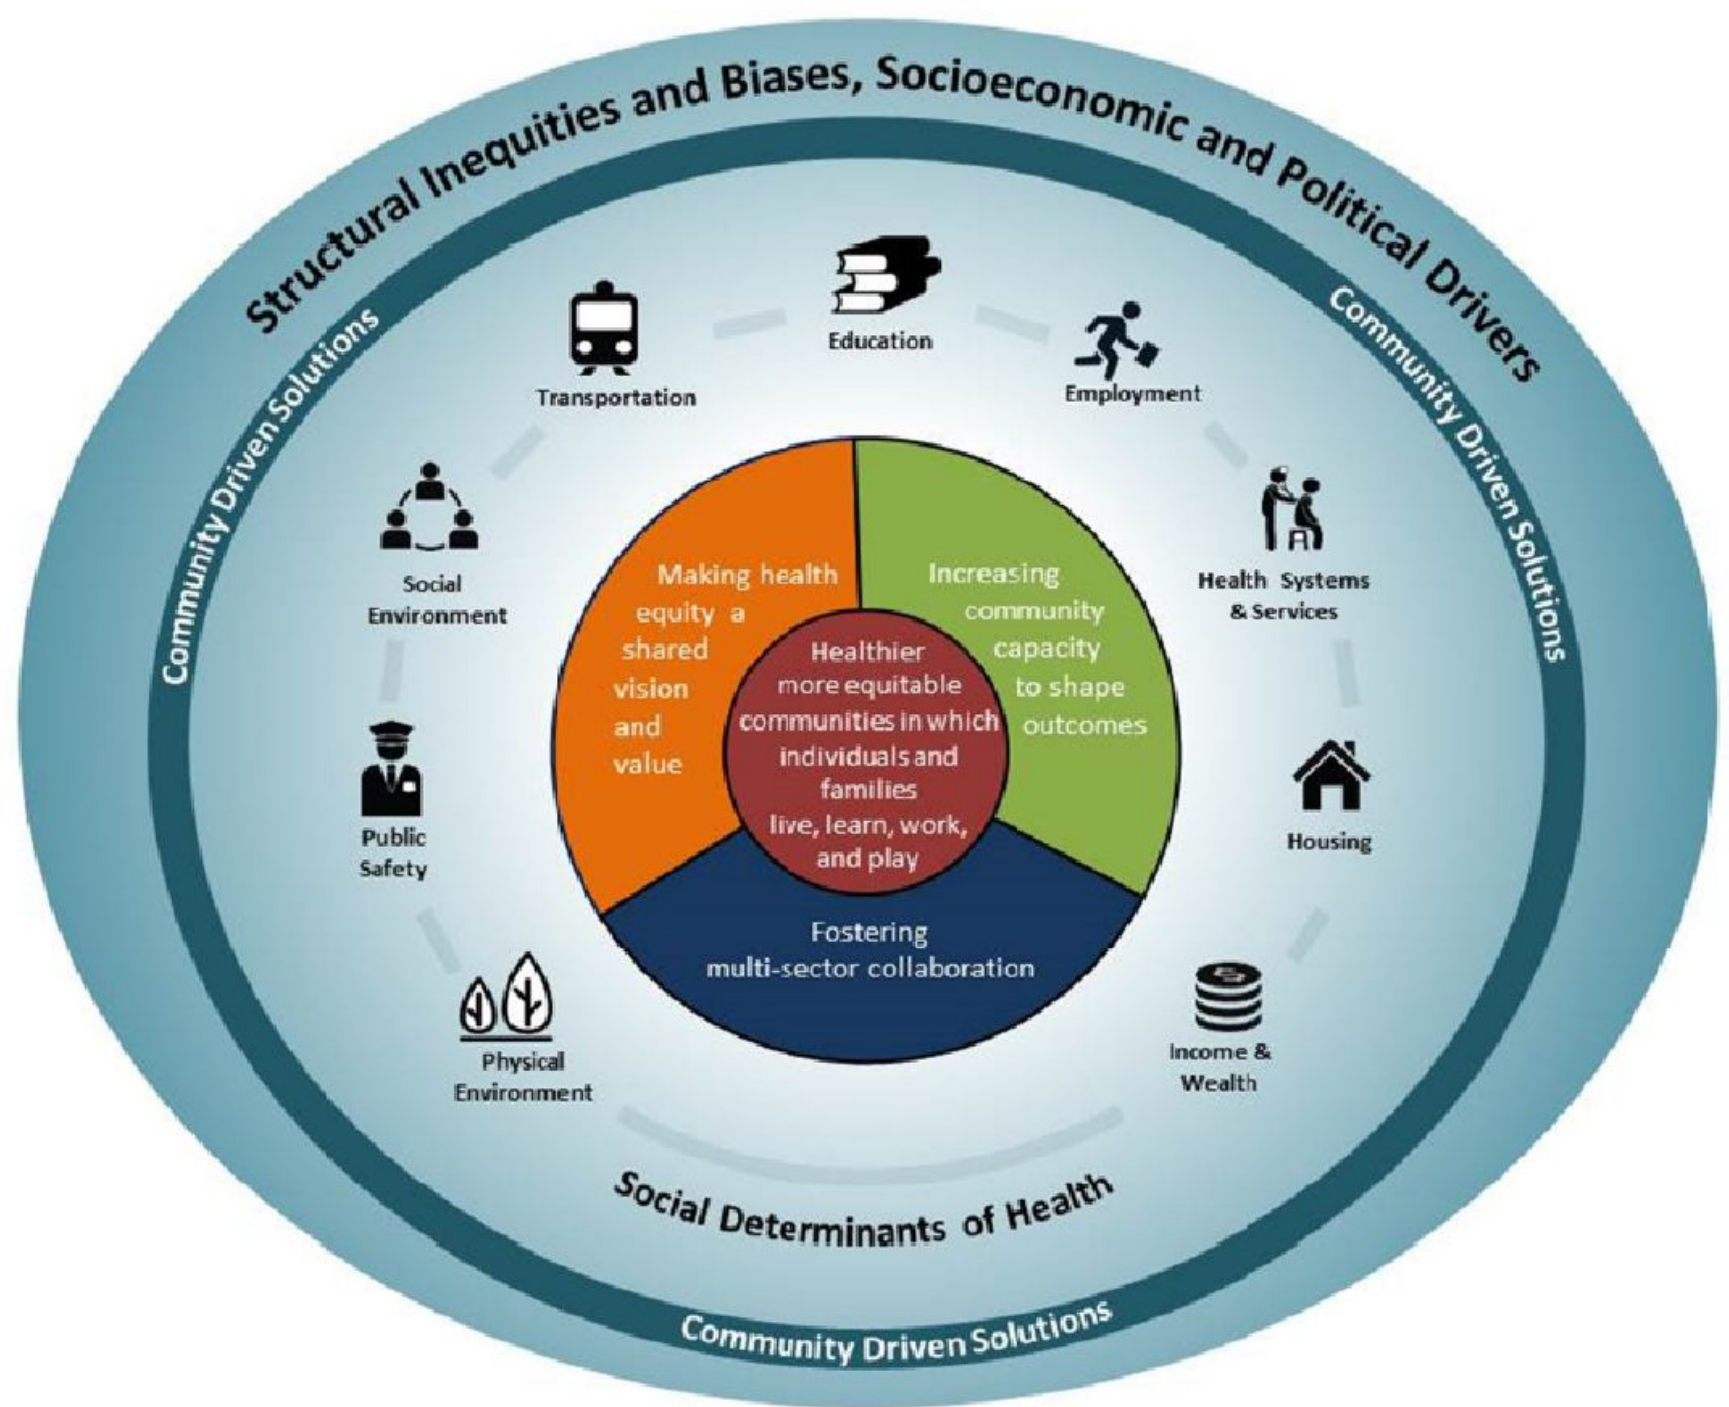 Structural Inequities and Biases, Socioeconomic and Political Drivers
Community Driven Solutions
Community Driven Solutions
Education
Transportation
Employment
Social
Environment
Health Systems
& Services
Public
Safety
Housing
Physical
Environment
Income &
Wealth
Making health
equity a
shared
vision
and
value
Increasing
community
capacity
to shape
outcomes
Healthier
more equitable
communities in which
individuals and
families
live, learn, work,
and play
Fostering
multi-sector collaboration
Social Determinants of Health
Community Driven Solutions